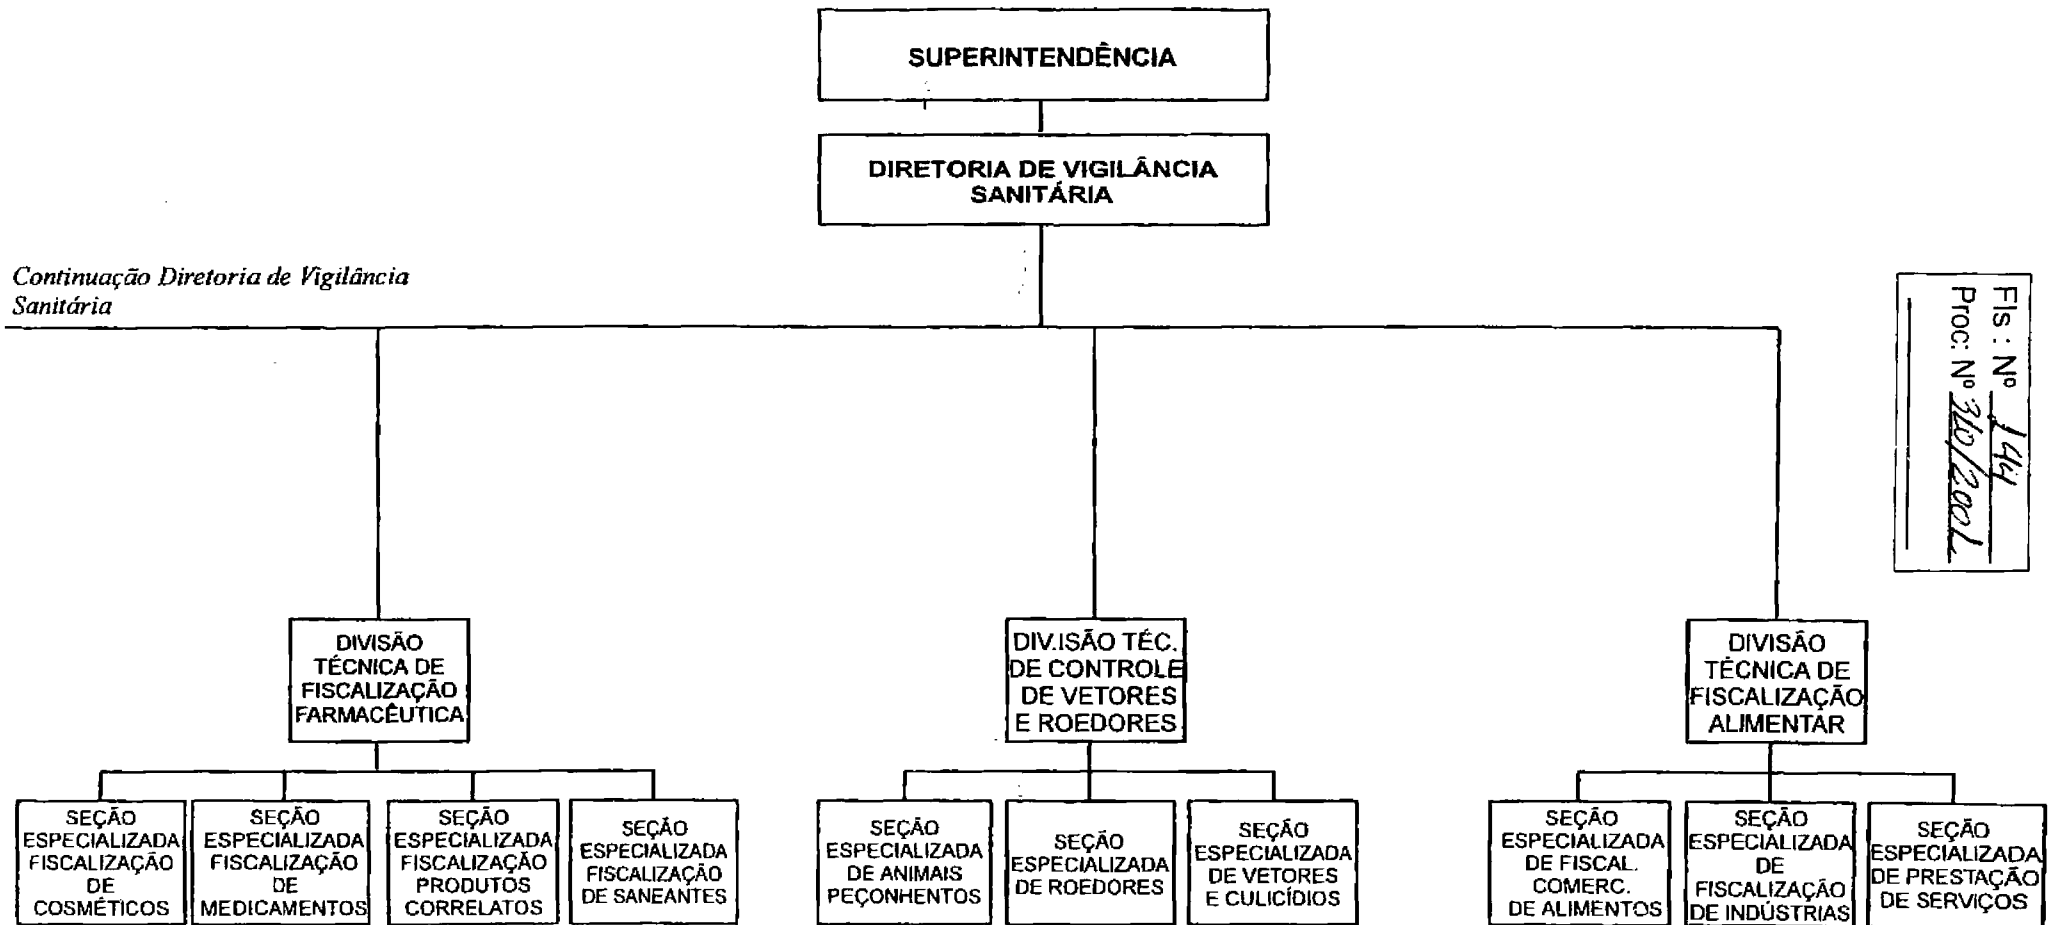 SUPERINTENDÊNCIA
DIRETORIA DE VIGILÂNCIA
SANITÁRIA
Continuação Diretoria de Vigilância
Sanitária
Fls : Nº 144
Proc: Nº 310/2001
DIVISÃO
TÉCNICA DE
FISCALIZAÇÃO
FARMACÊUTICA
DIV.ISÃO TÉC.
DE CONTROLE
DE VETORES
E ROEDORES
DIVISÃO
TÉCNICA DE
FISCALIZAÇÃO
ALIMENTAR
SEÇÃO
ESPECIALIZADA
FISCALIZAÇÃO
DE
COSMÉTICOS
SEÇÃO
ESPECIALIZADA
FISCALIZAÇÃO
DE
MEDICAMENTOS
SEÇÃO
ESPECIALIZADA
FISCALIZAÇÃO
PRODUTOS
CORRELATOS
SEÇÃO
ESPECIALIZADA
FISCALIZAÇÃO
DE SANEANTES
SEÇÃO
ESPECIALIZADA
DE ANIMAIS
PEÇONHENTOS
SEÇÃO
ESPECIALIZADA
DE ROEDORES
SEÇÃO
ESPECIALIZADA
DE VETORES
E CULICÍDIOS
SEÇÃO
ESPECIALIZADA
DE FISCAL.
COMERC.
DE ALIMENTOS
SEÇÃO
ESPECIALIZADA
DE
FISCALIZAÇÃO
DE INDÚSTRIAS
SEÇÃO
ESPECIALIZADA
DE PRESTAÇÃO
DE SERVIÇOS